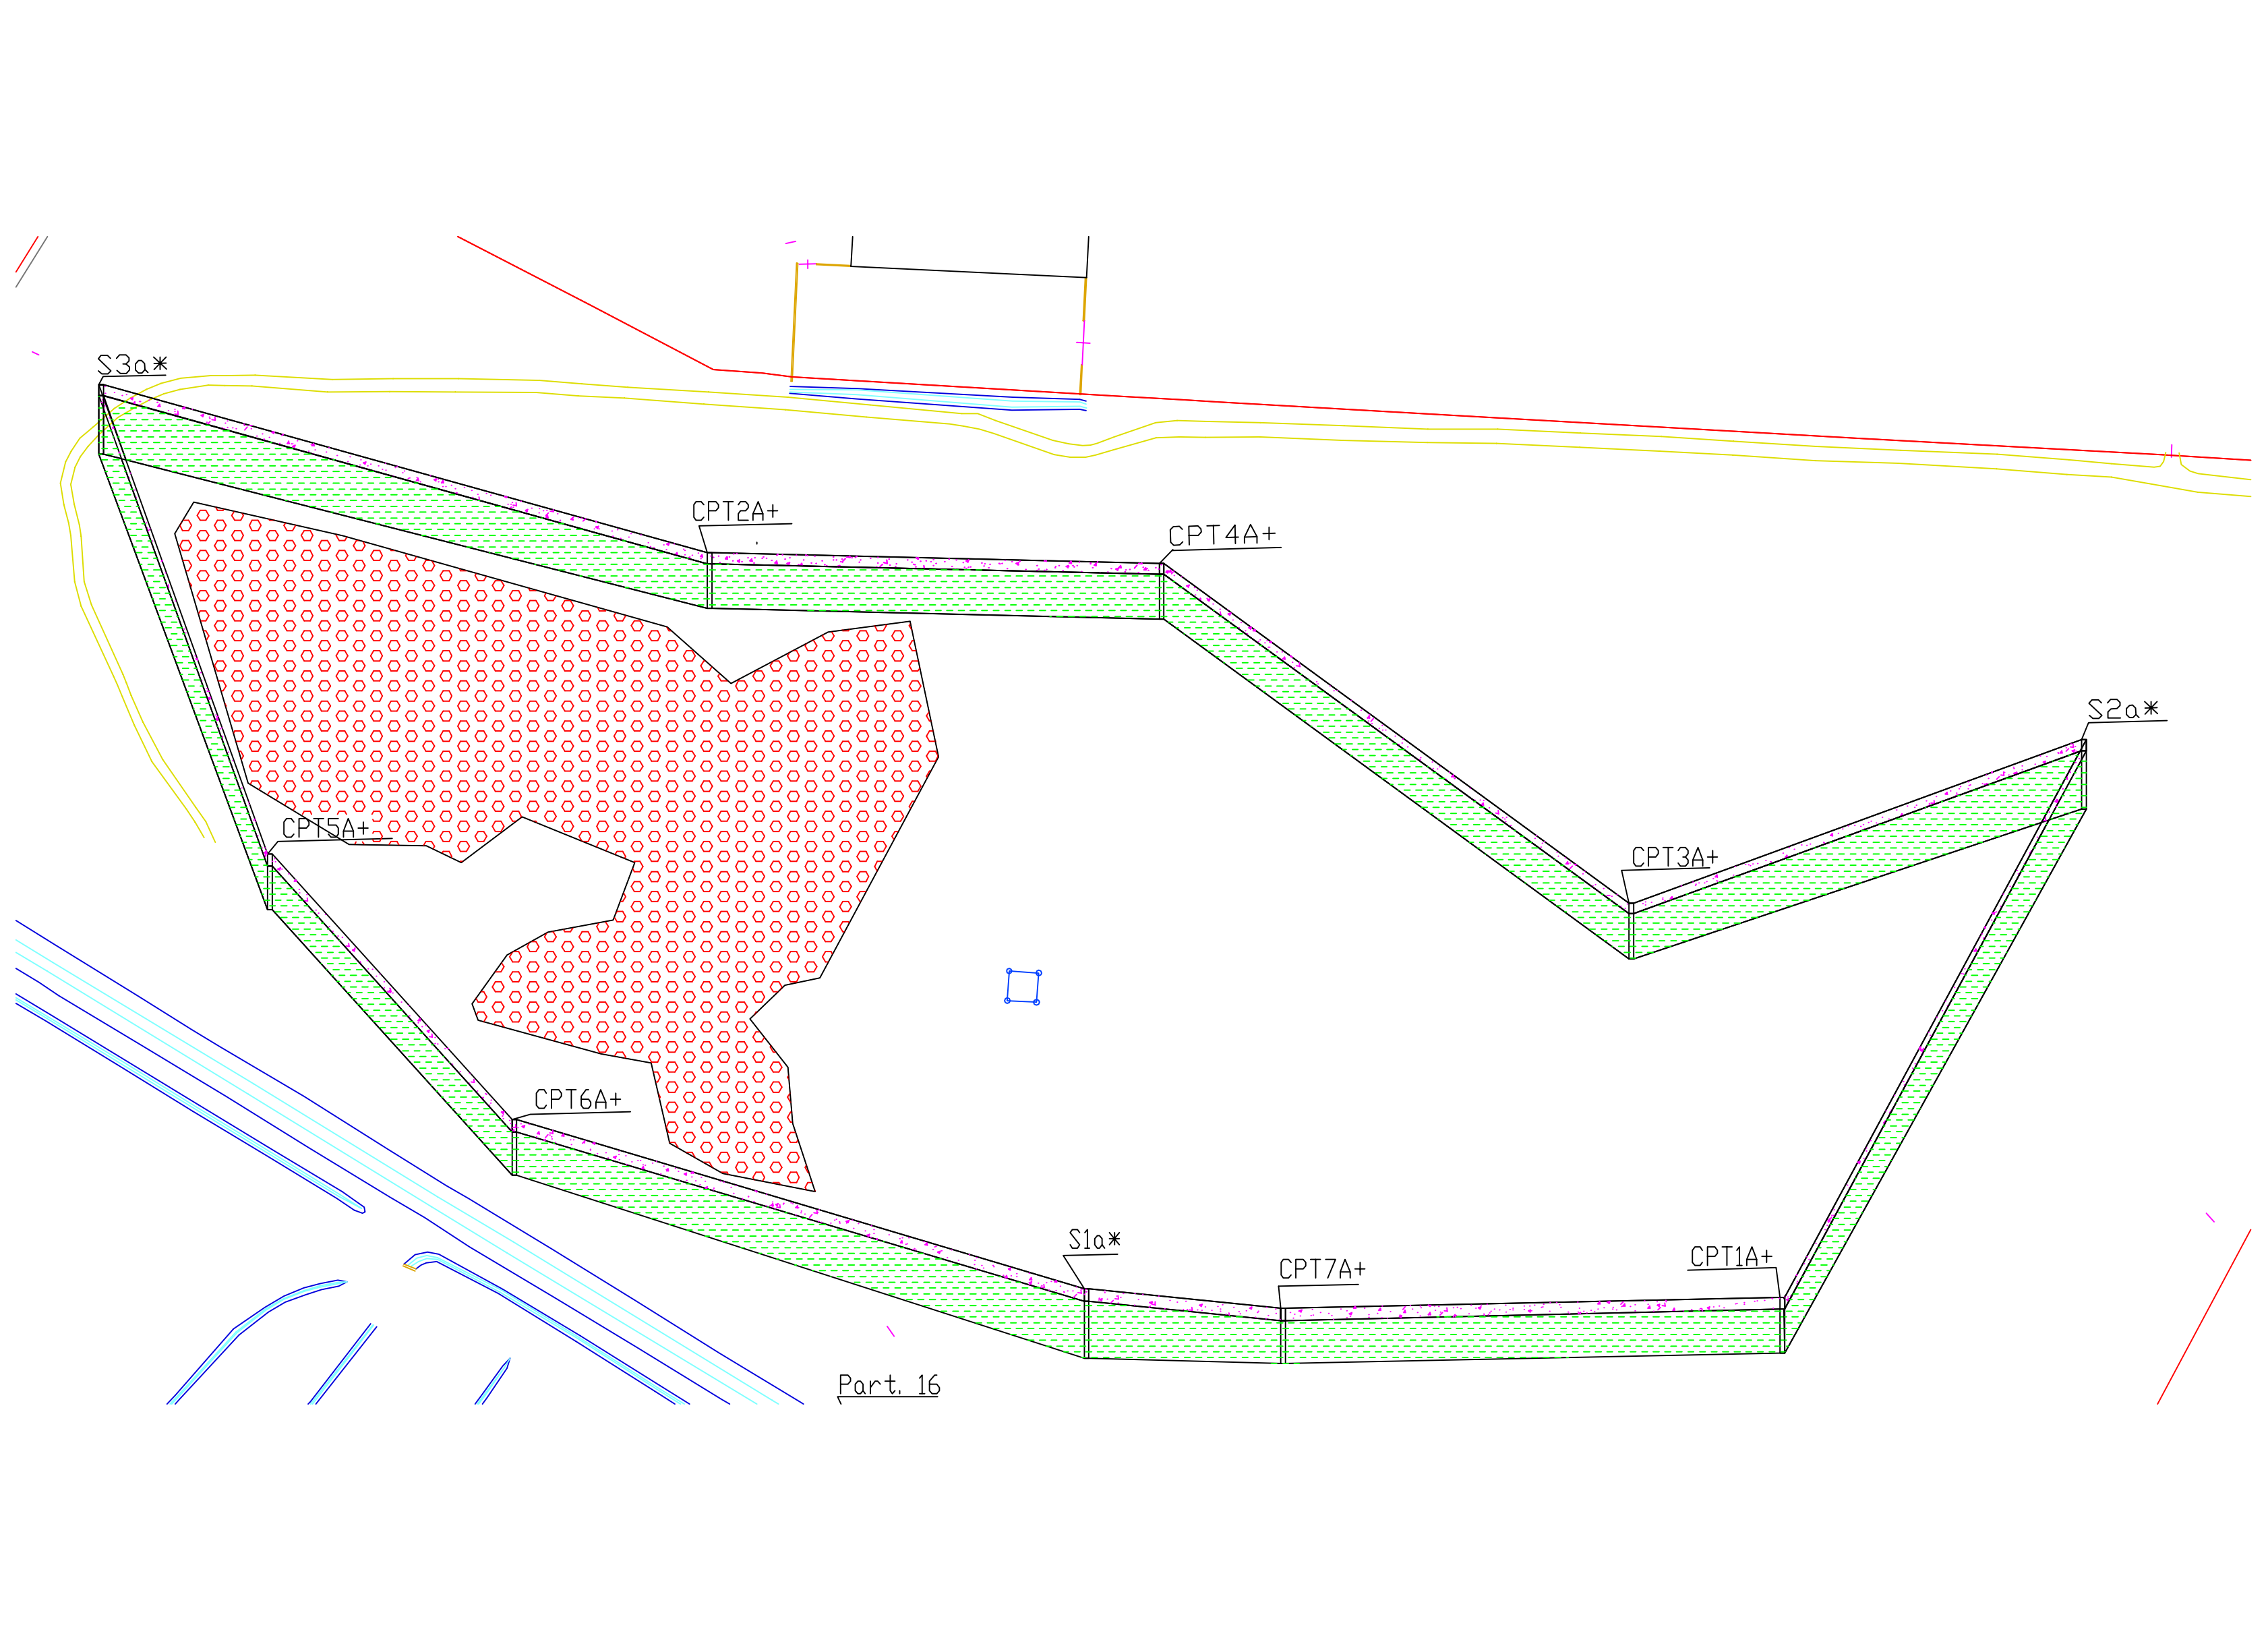 S3a*
CPT2A+
CPT4A+
S2a*
CPT5A+
CPT3A+
CPT6A+
S1a*
CPT7A+
CPT1A+
Part. 16